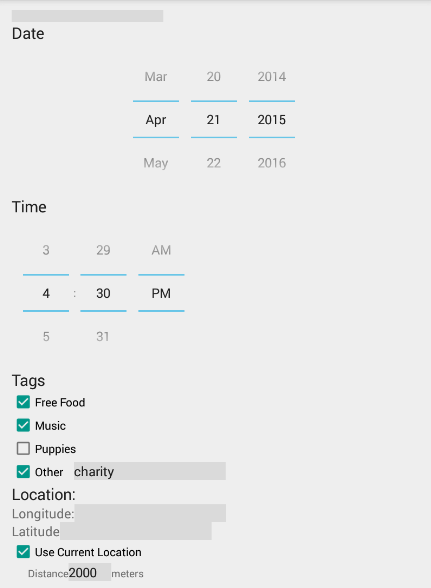 Date
Mar 20 2014
Apr 21 2015
May 22 2016
Time
3 29 AM
4 : 30 PM
5 31
Tags
Free Food
Music
Puppies
Other charity
Location:
Longitude:
Latitude
Use Current Location
Distance 2000 meters